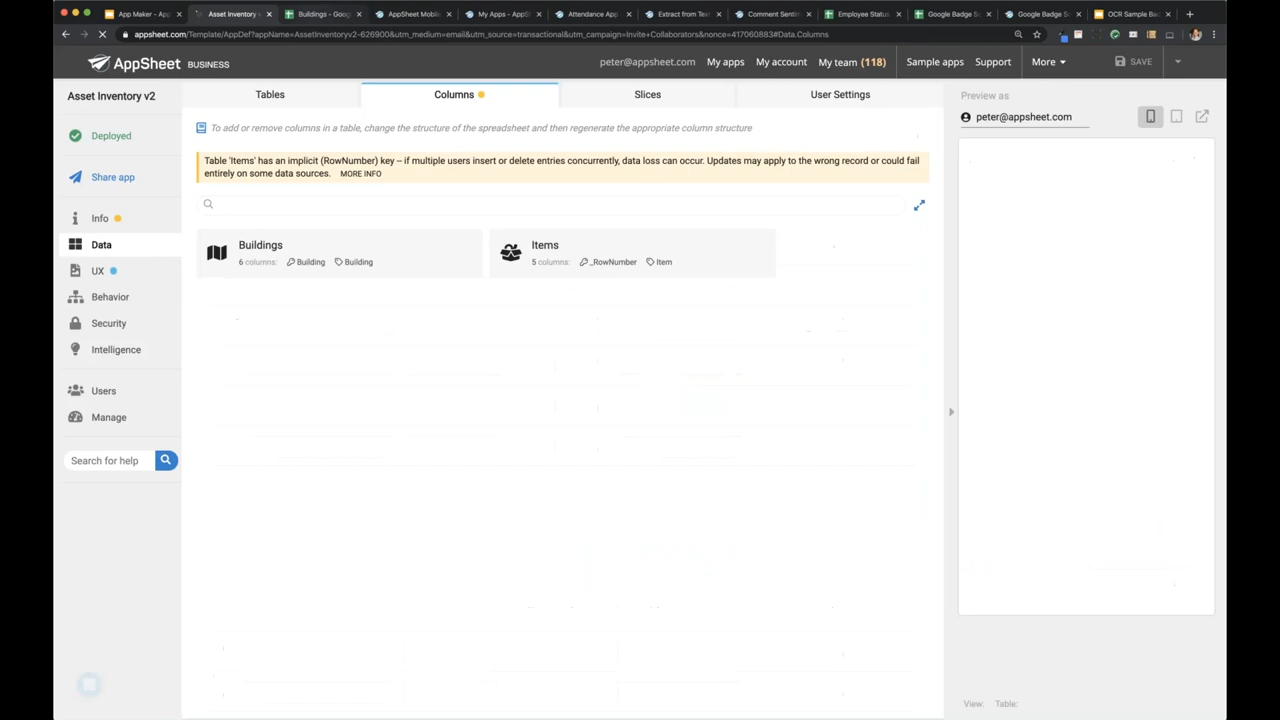 App Maker - App
Asset Inventory v
Buildings - Goog
AppSheet Mobil
My Apps - AppS
Attendance App
Extract from Tex
Comment Sentim
Employee Status
Google Badge Sc
Google Badge Sc
OCR Sample Bad
appsheet.com/Template/AppDef?appName=AssetInventoryv2-626900&utm_medium=email&utm_source=transactional&utm_campaign=Invite+Collaborators&nonce=417060883#Data.Columns
AppSheet BUSINESS
peter@appsheet.com My apps My account My team (118) Sample apps Support More SAVE
Asset Inventory v2
Deployed
Share app
Info
Data
UX
Behavior
Security
Intelligence
Users
Manage
Search for help
Tables Columns Slices User Settings
To add or remove columns in a table, change the structure of the spreadsheet and then regenerate the appropriate column structure
Table 'Items' has an implicit (RowNumber) key -- if multiple users insert or delete entries concurrently, data loss can occur. Updates may apply to the wrong record or could fail
entirely on some data sources. MORE INFO
Buildings
6 columns: Building Building
Items
5 columns: _RowNumber Item
Preview as
peter@appsheet.com
View: Table: